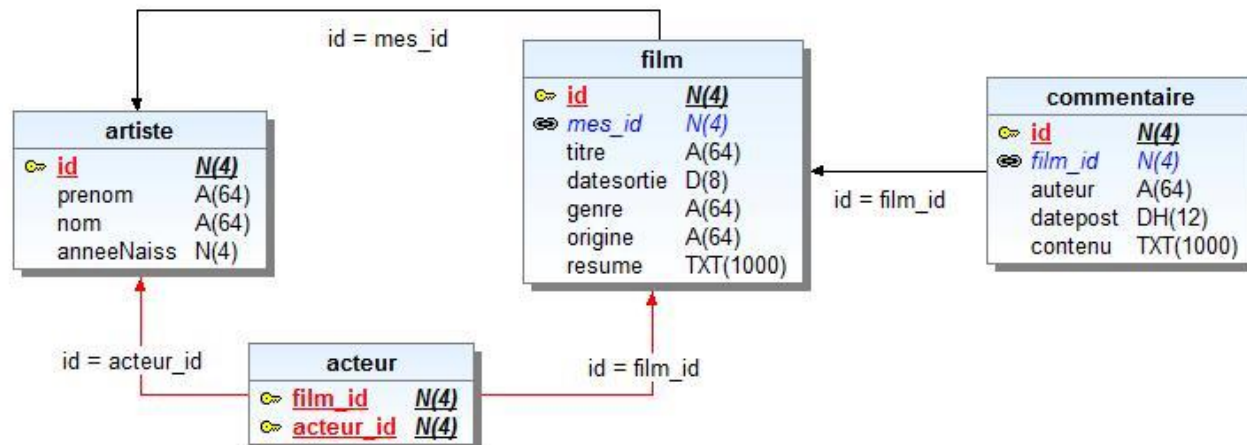 id = mes_id
film
id N(4)
mes_id N(4)
titre A(64)
datesortie D(8)
genre A(64)
origine A(64)
resume TXT(1000)
artiste
id N(4)
prenom A(64)
nom A(64)
anneeNaiss N(4)
commentaire
id N(4)
film_id N(4)
auteur A(64)
datepost DH(12)
contenu TXT(1000)
id = film_id
id = acteur_id
acteur
film_id N(4)
acteur_id N(4)
id = film_id